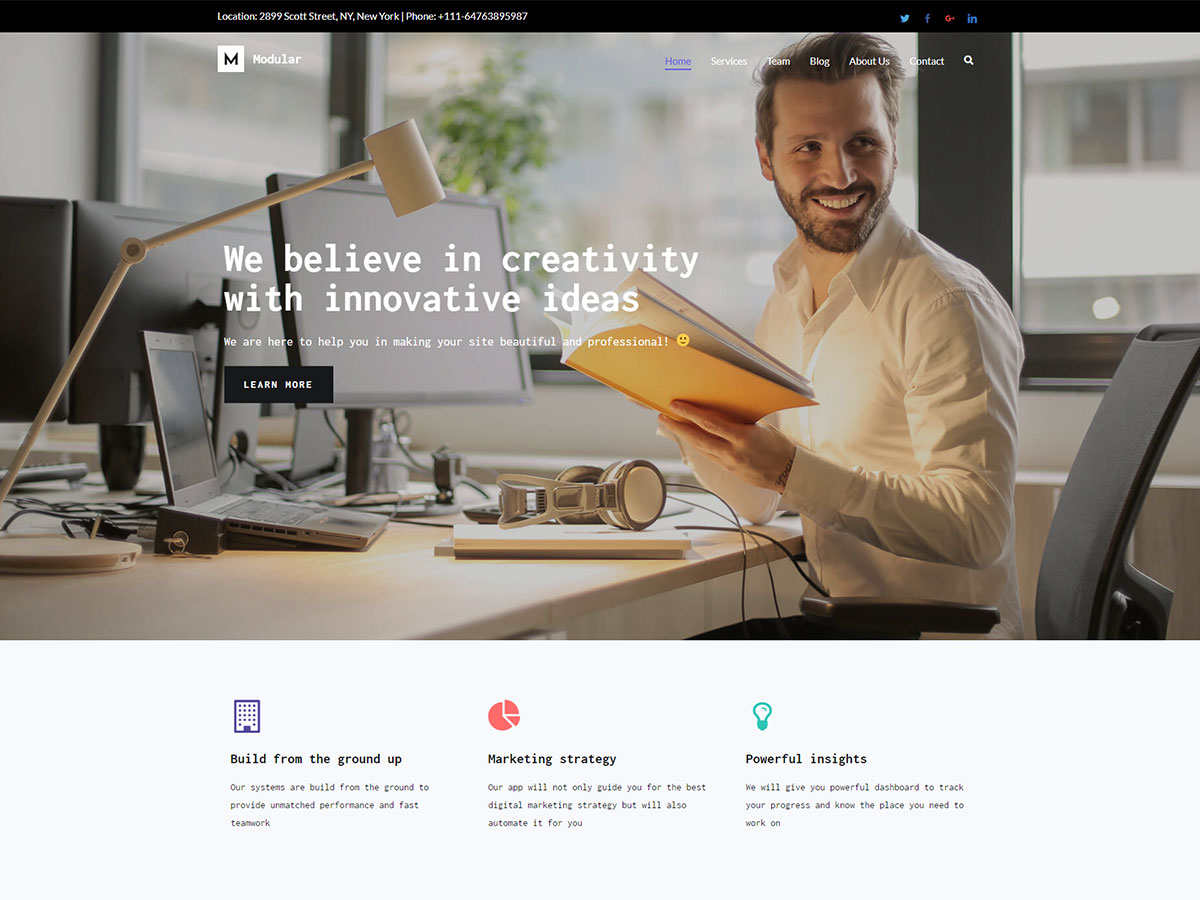 Location: 2899 Scott Street, NY, New York | Phone: +111-64763895987
M Modular
Home Services Team Blog About Us Contact
We believe in creativity
with innovative ideas
We are here to help you in making your site beautiful and professional! 🙂
LEARN MORE
Build from the ground up
Our systems are build from the ground to
provide unmatched performance and fast
teamwork
Marketing strategy
Our app will not only guide you for the best
digital marketing strategy but will also
automate it for you
Powerful insights
We will give you powerful dashboard to track
your progress and know the place you need to
work on